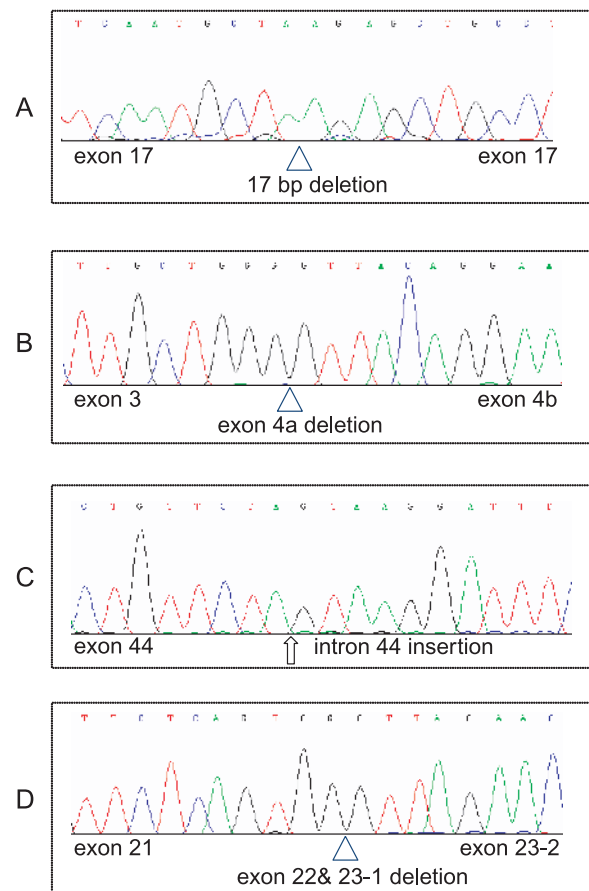 A
T C A A T G C T A A G A G C T G C C T
exon 17 exon 17
17 bp deletion
B
T T G C T G G G G T T A C A G G A A
exon 3 exon 4b
exon 4a deletion
C
C T G T T C T A G T A A G G A T T T
exon 44 intron 44 insertion
D
T T C T C A G T G G G T T A G A A C
exon 21 exon 23-2
exon 22& 23-1 deletion